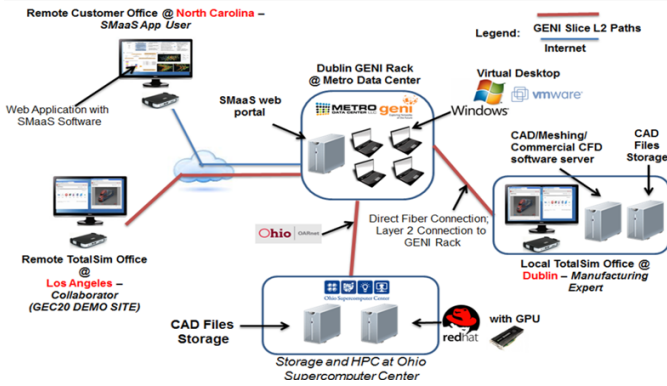 Remote Customer Office @ North Carolina –
SMaaS App User
Legend:
GENI Slice L2 Paths
Internet
Dublin GENI Rack
@ Metro Data Center
Virtual Desktop
Windows
vmware
SMaaS web
portal
METRO
DATA CENTER
geni
Web Application with
SMaaS Software
CAD/Meshing/
Commercial CFD
software server
CAD
Files
Storage
Direct Fiber Connection;
Layer 2 Connection to
GENI Rack
Ohio
OARnet
Remote TotalSim Office
@
Los Angeles –
Collaborator
(GEC20 DEMO SITE)
Local TotalSim Office @
Dublin – Manufacturing
Expert
Ohio Supercomputer Center
CAD Files
Storage
redhat
with GPU
Storage and HPC at Ohio
Supercomputer Center